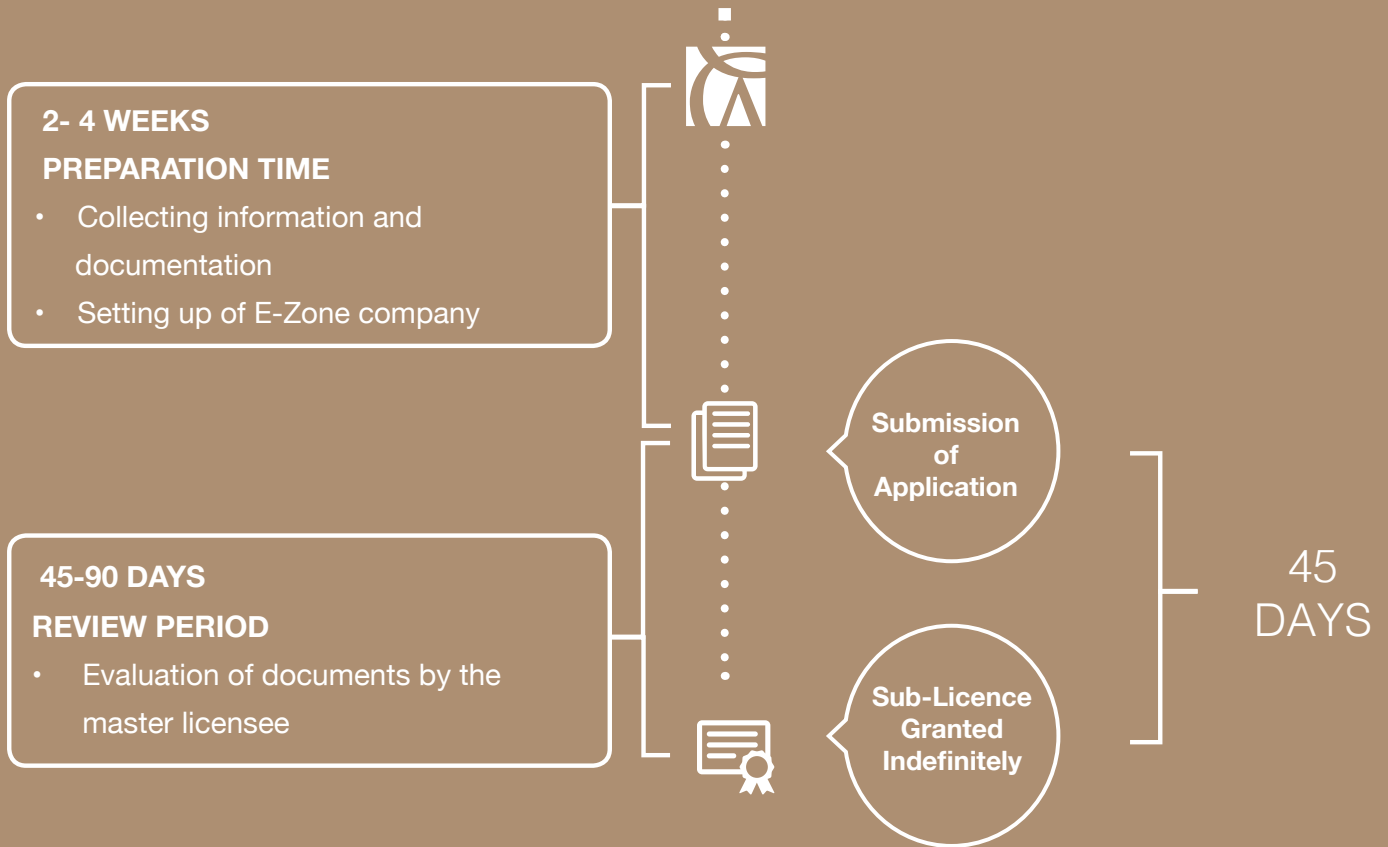 2- 4 WEEKS
PREPARATION TIME
• Collecting information and
documentation
• Setting up of E-Zone company
Submission
of
Application
45-90 DAYS
REVIEW PERIOD
• Evaluation of documents by the
master licensee
Sub-Licence
Granted
Indefinitely
45
DAYS